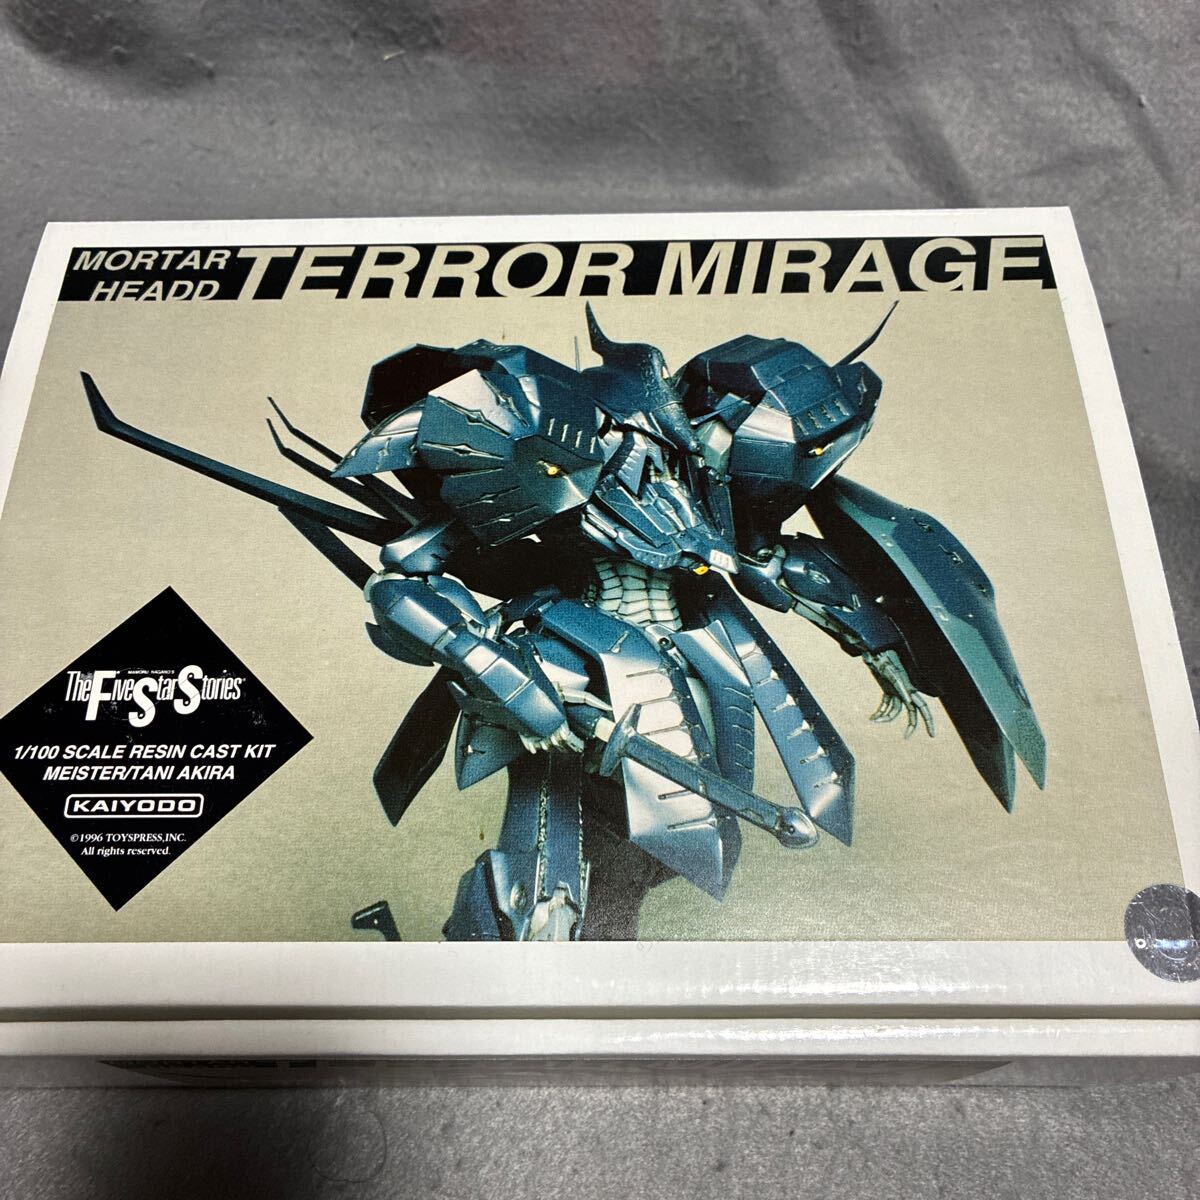 MORTAR
HEADD
TERROR MIRAGE
MAMORU NAGANO'S
The Five Star Stories
1/100 SCALE RESIN CAST KIT
MEISTER/TANI AKIRA
KAIYODO
©1996 TOYSPRESS, INC.
All rights reserved.